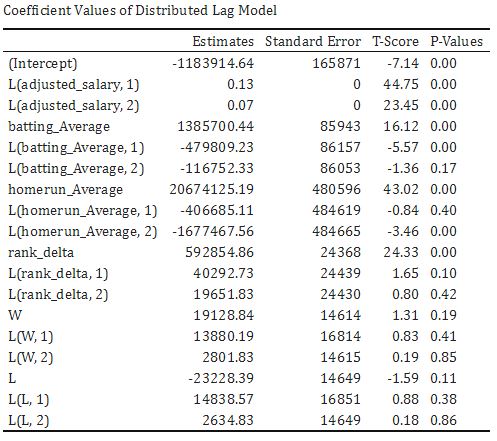 Coefficient Values of Distributed Lag Model
Estimates Standard Error T-Score P-Values
(Intercept) -1183914.64 165871 -7.14 0.00
L(adjusted_salary, 1) 0.13 0 44.75 0.00
L(adjusted_salary, 2) 0.07 0 23.45 0.00
batting_Average 1385700.44 85943 16.12 0.00
L(batting_Average, 1) -479809.23 86157 -5.57 0.00
L(batting_Average, 2) -116752.33 86053 -1.36 0.17
homerun_Average 20674125.19 480596 43.02 0.00
L(homerun_Average, 1) -406685.11 484619 -0.84 0.40
L(homerun_Average, 2) -1677467.56 484665 -3.46 0.00
rank_delta 592854.86 24368 24.33 0.00
L(rank_delta, 1) 40292.73 24439 1.65 0.10
L(rank_delta, 2) 19651.83 24430 0.80 0.42
W 19128.84 14614 1.31 0.19
L(W, 1) 13880.19 16814 0.83 0.41
L(W, 2) 2801.83 14615 0.19 0.85
L -23228.39 14649 -1.59 0.11
L(L, 1) 14838.57 16851 0.88 0.38
L(L, 2) 2634.83 14649 0.18 0.86